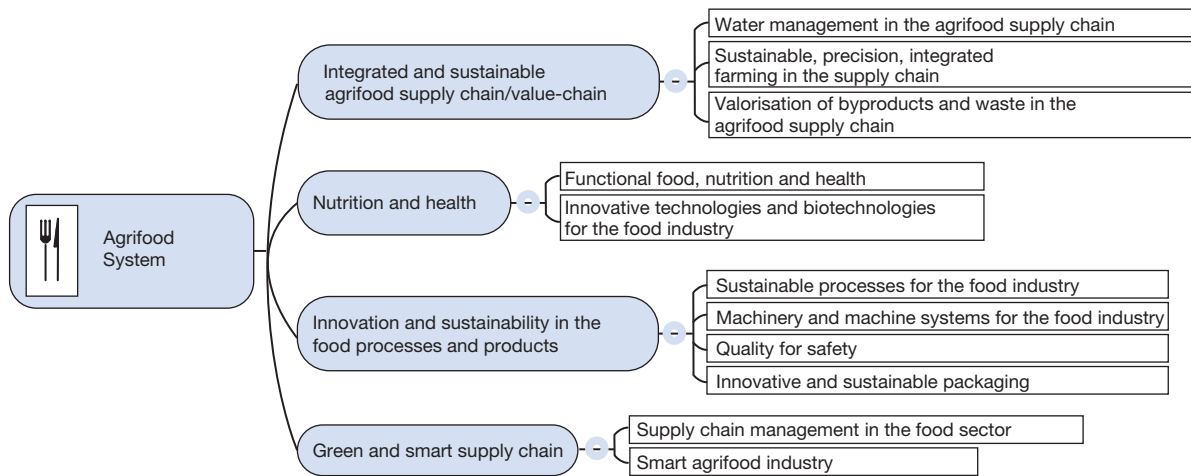 Agrifood
System
Integrated and sustainable
agrifood supply chain/value-chain
Water management in the agrifood supply chain
Sustainable, precision, integrated
farming in the supply chain
Valorisation of byproducts and waste in the
agrifood supply chain
Nutrition and health
Functional food, nutrition and health
Innovative technologies and biotechnologies
for the food industry
Innovation and sustainability in the
food processes and products
Sustainable processes for the food industry
Machinery and machine systems for the food industry
Quality for safety
Innovative and sustainable packaging
Green and smart supply chain
Supply chain management in the food sector
Smart agrifood industry